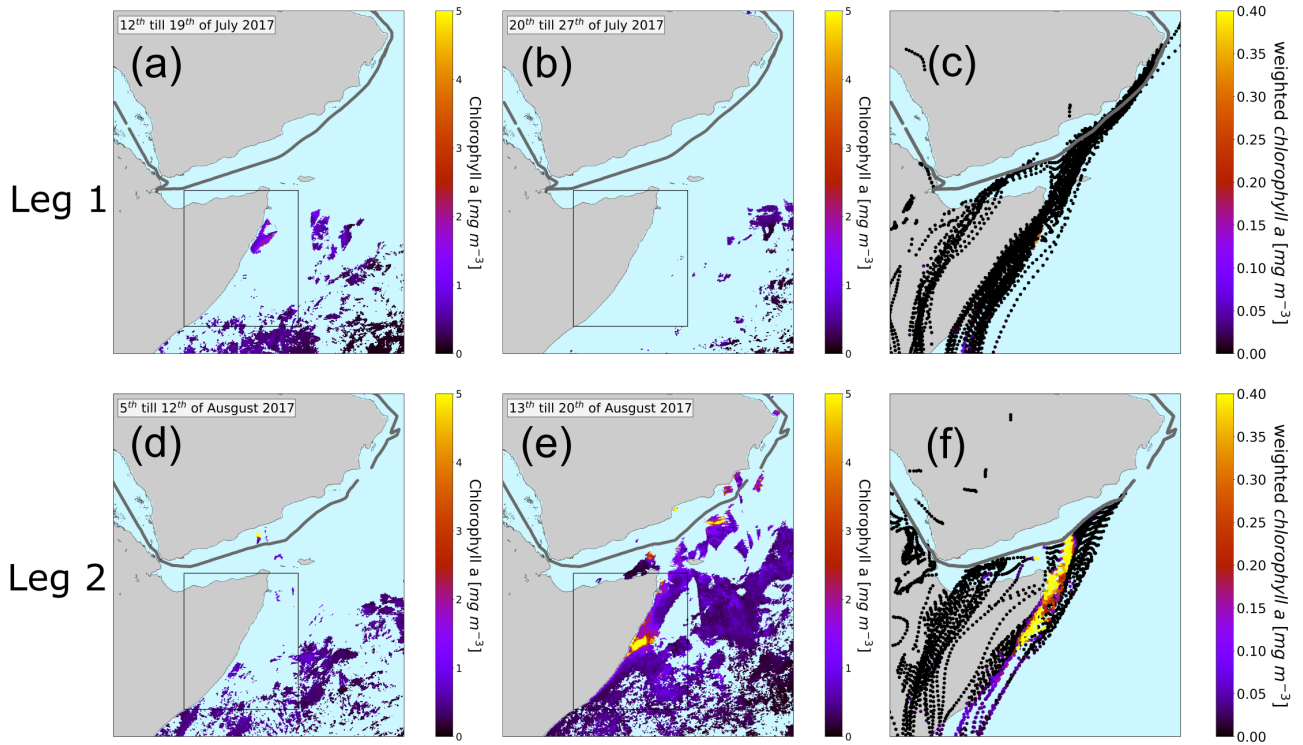 12th till 19th of July 2017
(a)
5
4
3
2
1
0
Chlorophyll a [mg m⁻³]
20th till 27th of July 2017
(b)
5
4
3
2
1
0
Chlorophyll a [mg m⁻³]
(c)
0.40
0.35
0.30
0.25
0.20
0.15
0.10
0.05
0.00
weighted chlorophyll a [mg m⁻³]
Leg 1
5th till 12th of Ausgust 2017
(d)
5
4
3
2
1
0
Chlorophyll a [mg m⁻³]
13th till 20th of Ausgust 2017
(e)
5
4
3
2
1
0
Chlorophyll a [mg m⁻³]
(f)
0.40
0.35
0.30
0.25
0.20
0.15
0.10
0.05
0.00
weighted chlorophyll a [mg m⁻³]
Leg 2